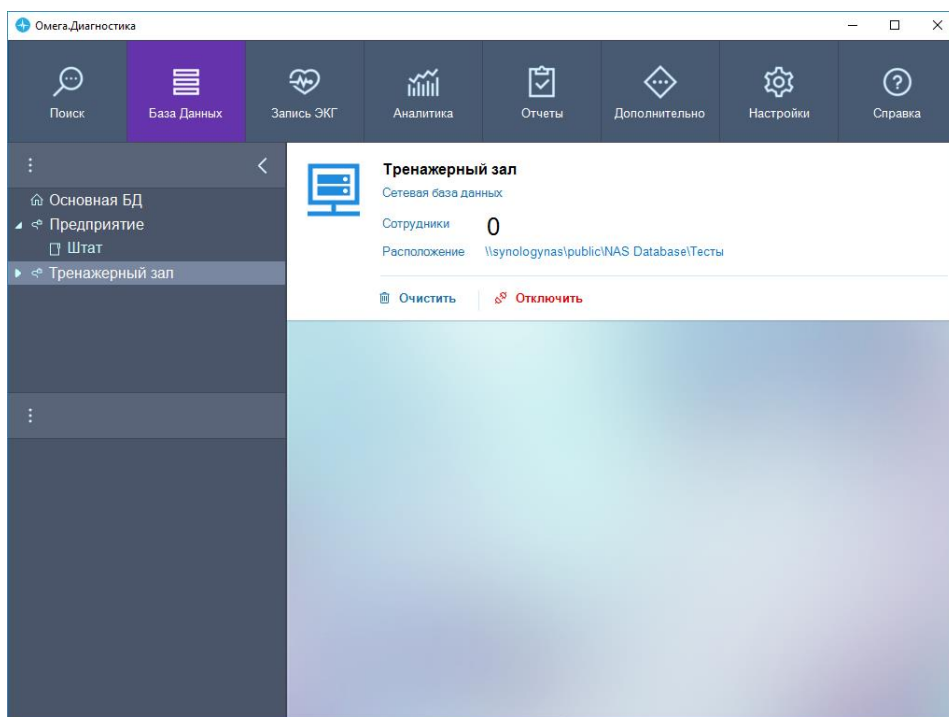 Омега.Диагностика
Поиск
База Данных
Запись ЭКГ
Аналитика
Отчеты
Дополнительно
Настройки
Справка
Основная БД
Предприятие
Штат
Тренажерный зал
Тренажерный зал
Сетевая база данных
Сотрудники 0
Расположение \\synologynas\public\NAS Database\Тесты
Очистить Отключить